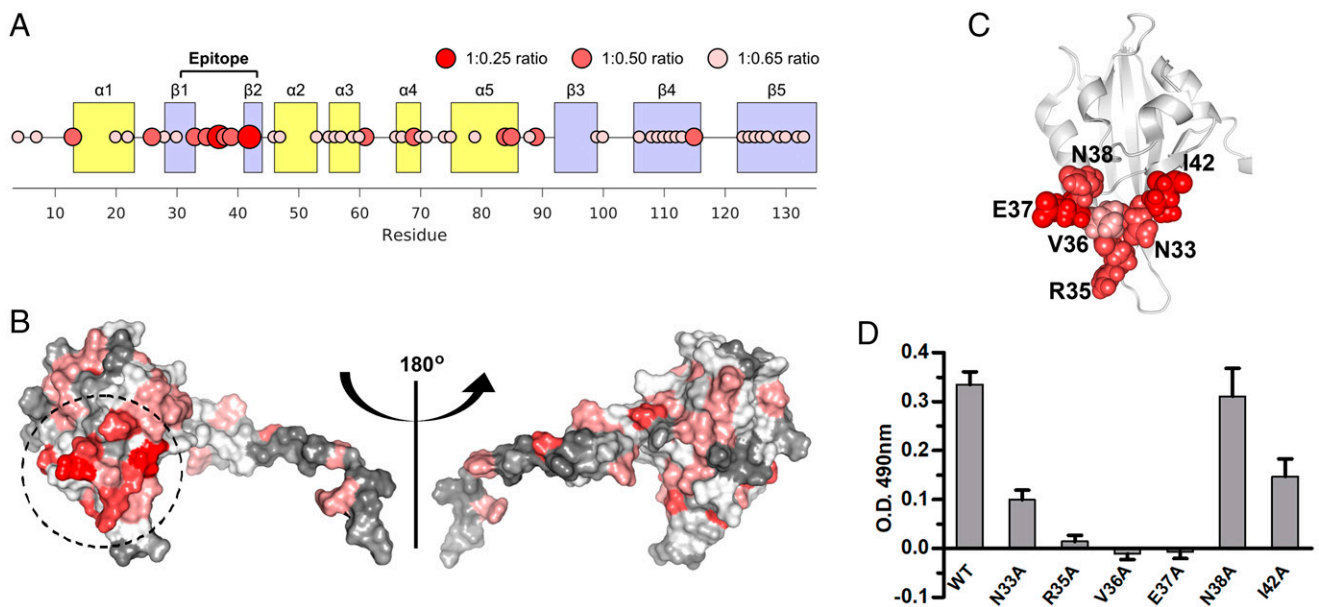 A
1:0.25 ratio 1:0.50 ratio 1:0.65 ratio
Epitope
α1 β1 β2 α2 α3 α4 α5 β3 β4 β5
10 20 30 40 50 60 70 80 90 100 110 120 130
Residue
B
180°
C
N38
I42
E37
V36
N33
R35
D
O.D. 490nm
0.4
0.3
0.2
0.1
0.0
-0.1
WT N33A R35A V36A E37A N38A I42A